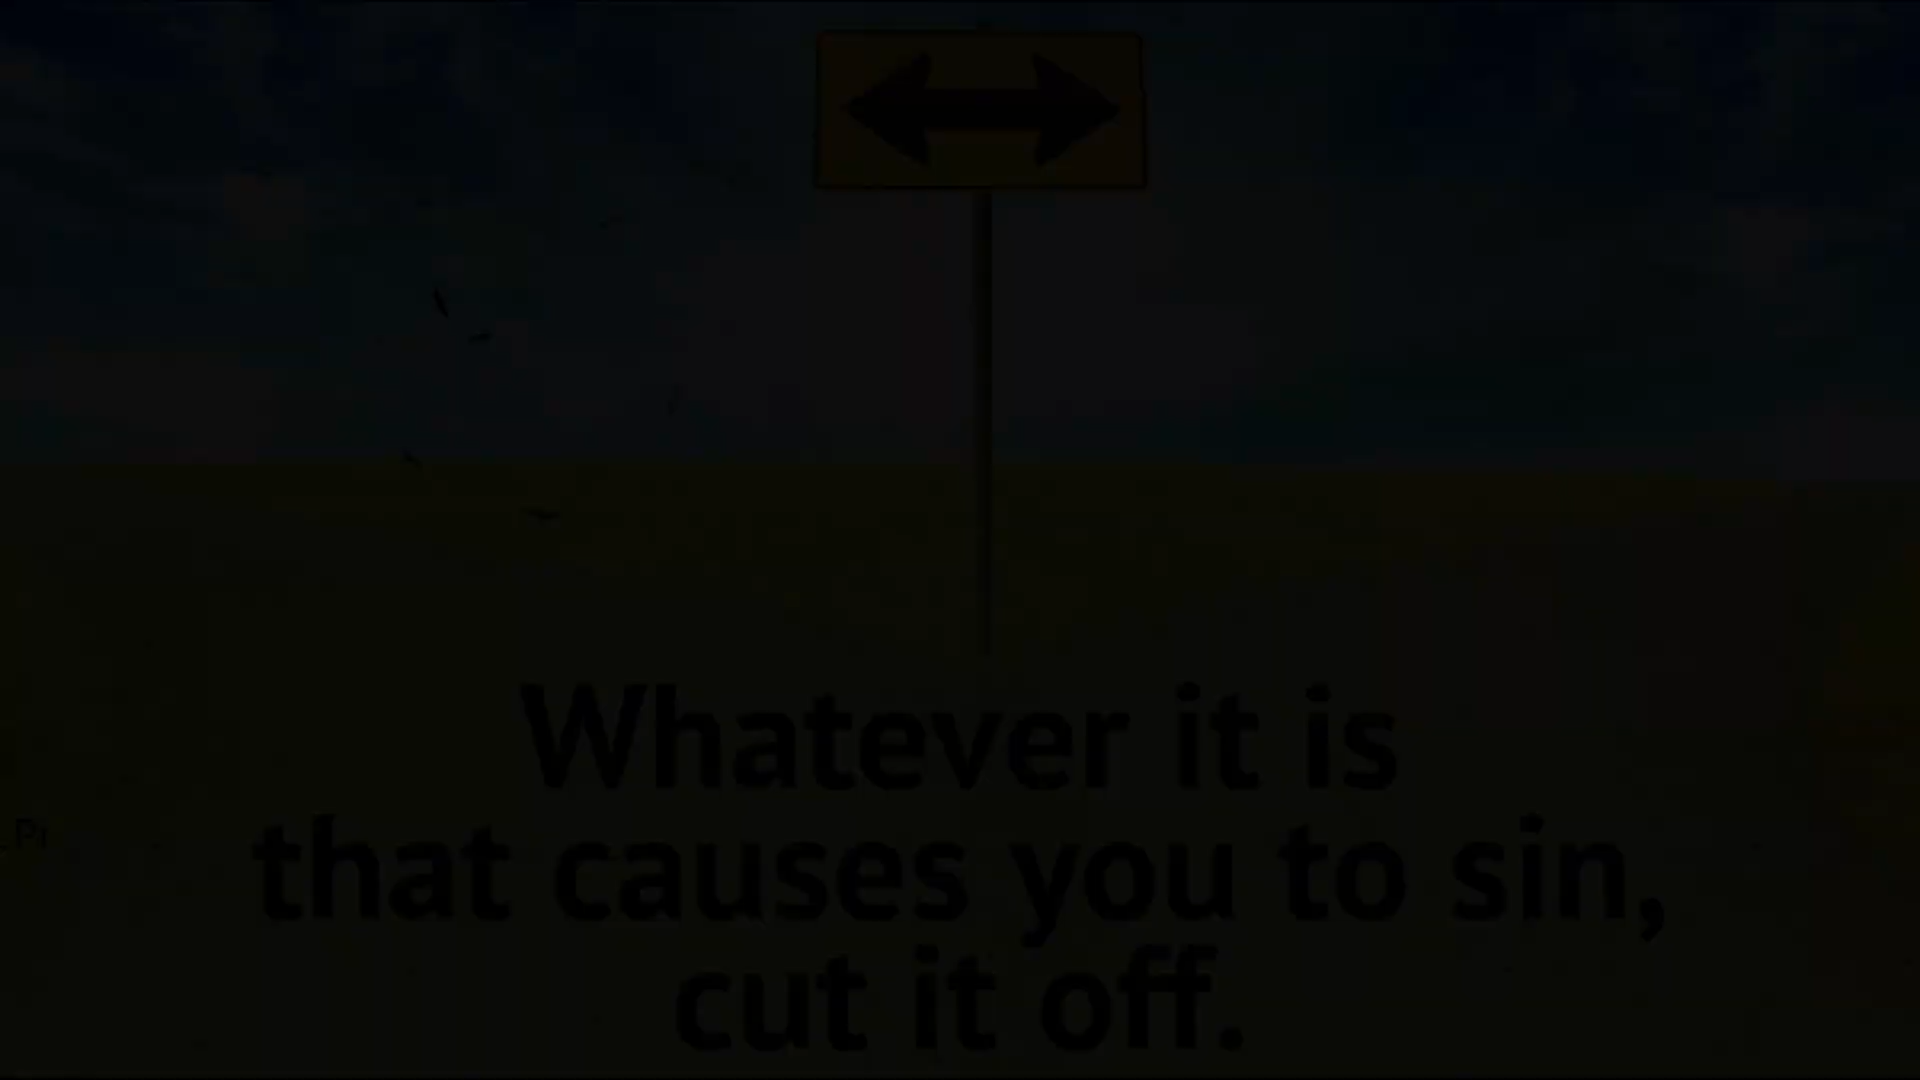 Whatever it is
that causes you to sin,
cut it off.